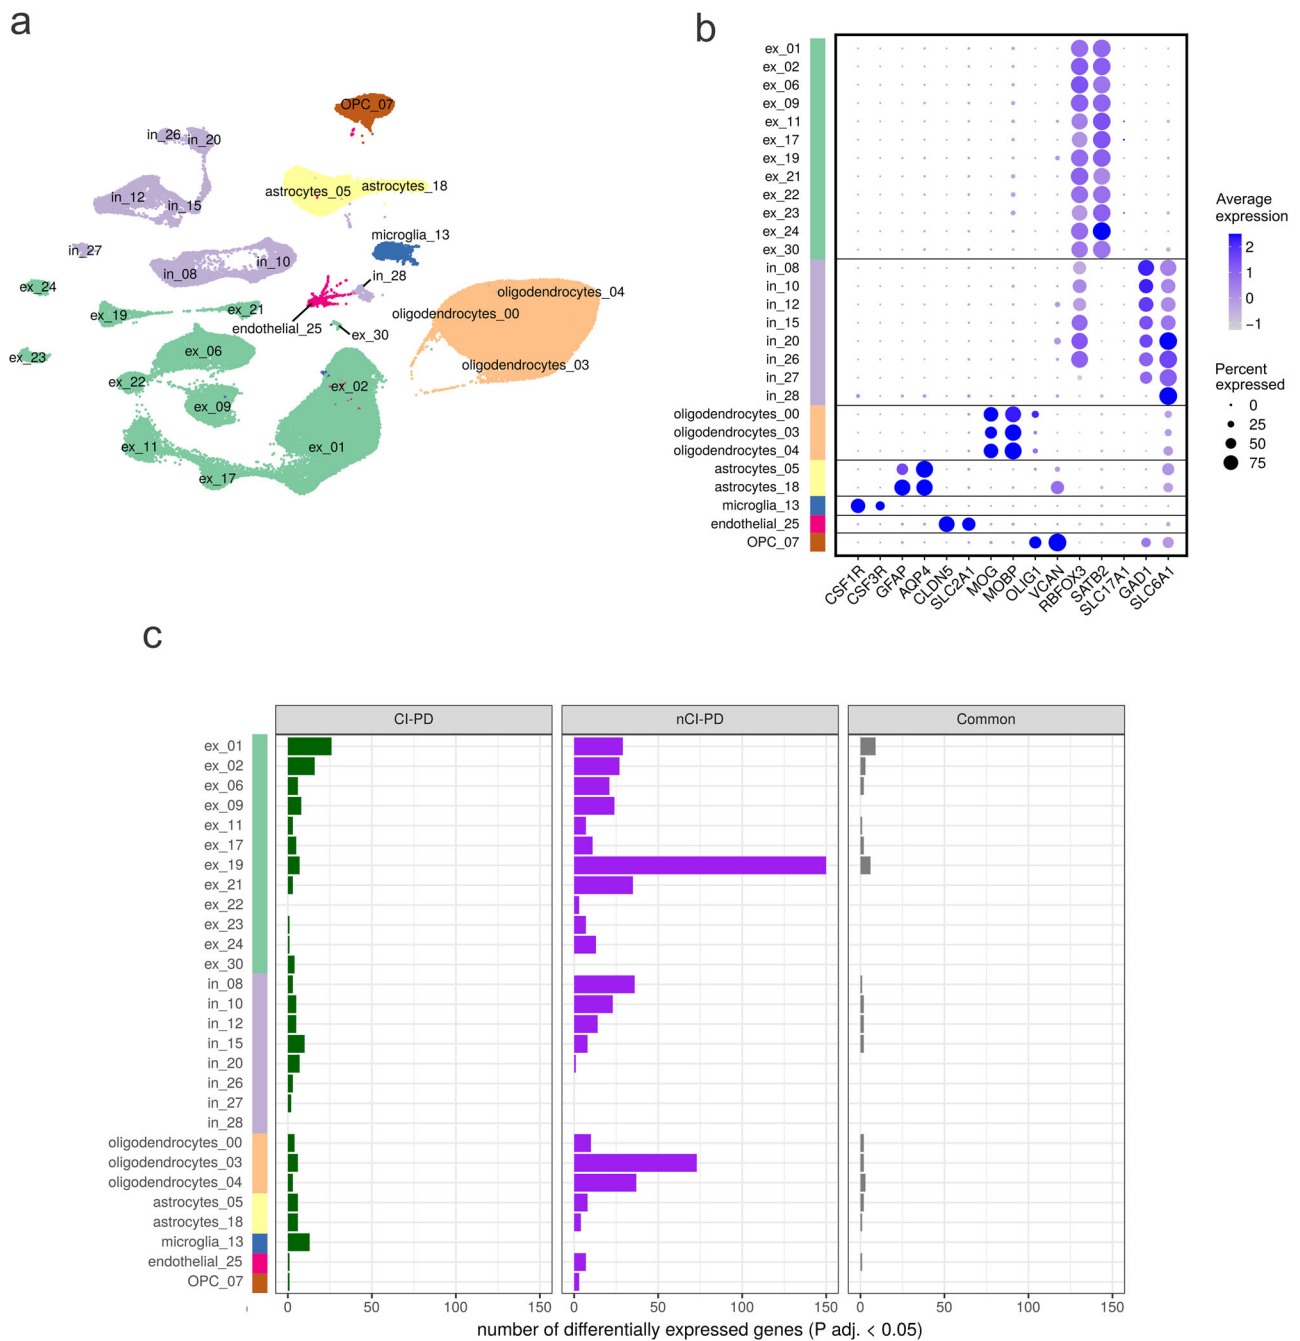 a
OPC_07
in_26
in_20
astrocytes_05
astrocytes_18
in_12
in_15
microglia_13
in_27
in_10
in_08
in_28
ex_24
oligodendrocytes_04
ex_19
ex_21
oligodendrocytes_00
endothelial_25
ex_30
ex_23
ex_06
oligodendrocytes_03
ex_22
ex_02
ex_09
ex_11
ex_01
ex_17
b
ex_01
ex_02
ex_06
ex_09
ex_11
ex_17
ex_19
ex_21
ex_22
ex_23
ex_24
ex_30
in_08
in_10
in_12
in_15
in_20
in_26
in_27
in_28
oligodendrocytes_00
oligodendrocytes_03
oligodendrocytes_04
astrocytes_05
astrocytes_18
microglia_13
endothelial_25
OPC_07
CSF1R
CSF3R
GFAP
AQP4
CLDN5
SLC2A1
MOG
MOBP
OLIG1
VCAN
RBFOX3
SATB2
SLC17A1
GAD1
SLC6A1
Average
expression
2
1
0
−1
Percent
expressed
0
25
50
75
c
CI-PD
nCI-PD
Common
ex_01
ex_02
ex_06
ex_09
ex_11
ex_17
ex_19
ex_21
ex_22
ex_23
ex_24
ex_30
in_08
in_10
in_12
in_15
in_20
in_26
in_27
in_28
oligodendrocytes_00
oligodendrocytes_03
oligodendrocytes_04
astrocytes_05
astrocytes_18
microglia_13
endothelial_25
OPC_07
0 50 100 150 0 50 100 150 0 50 100 150
number of differentially expressed genes (P adj. < 0.05)